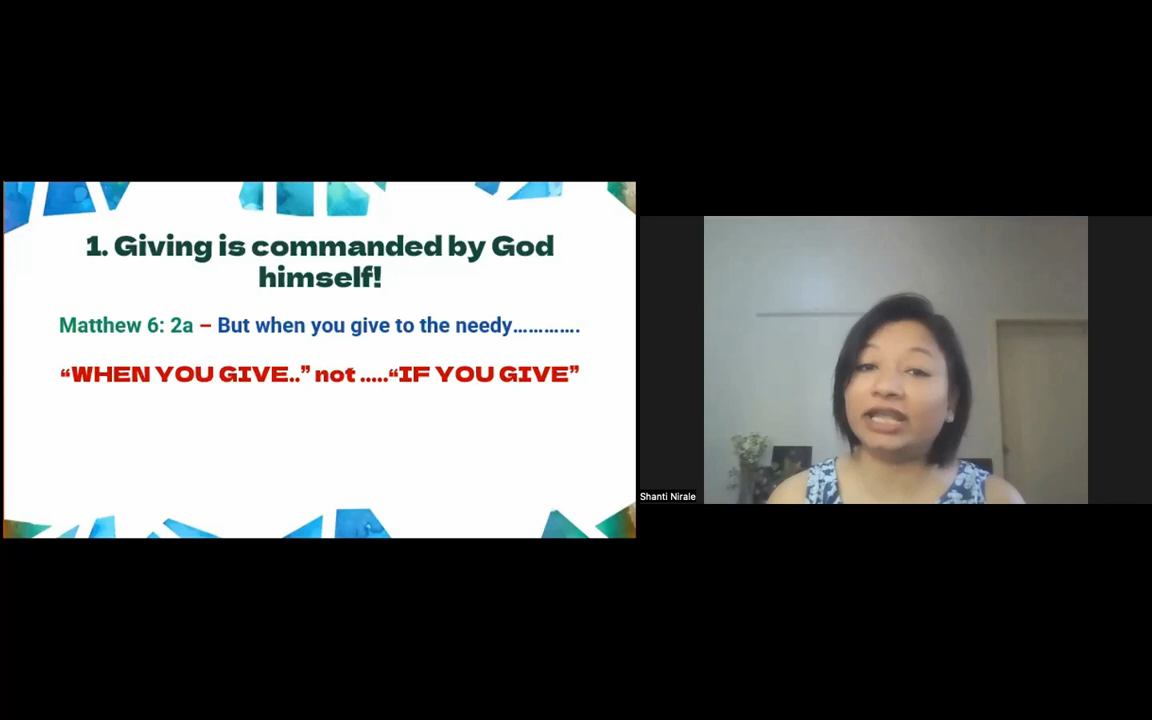 1. Giving is commanded by God
himself!
Matthew 6: 2a – But when you give to the needy………….
“WHEN YOU GIVE..” not .....“IF YOU GIVE”
Shanti Nirale